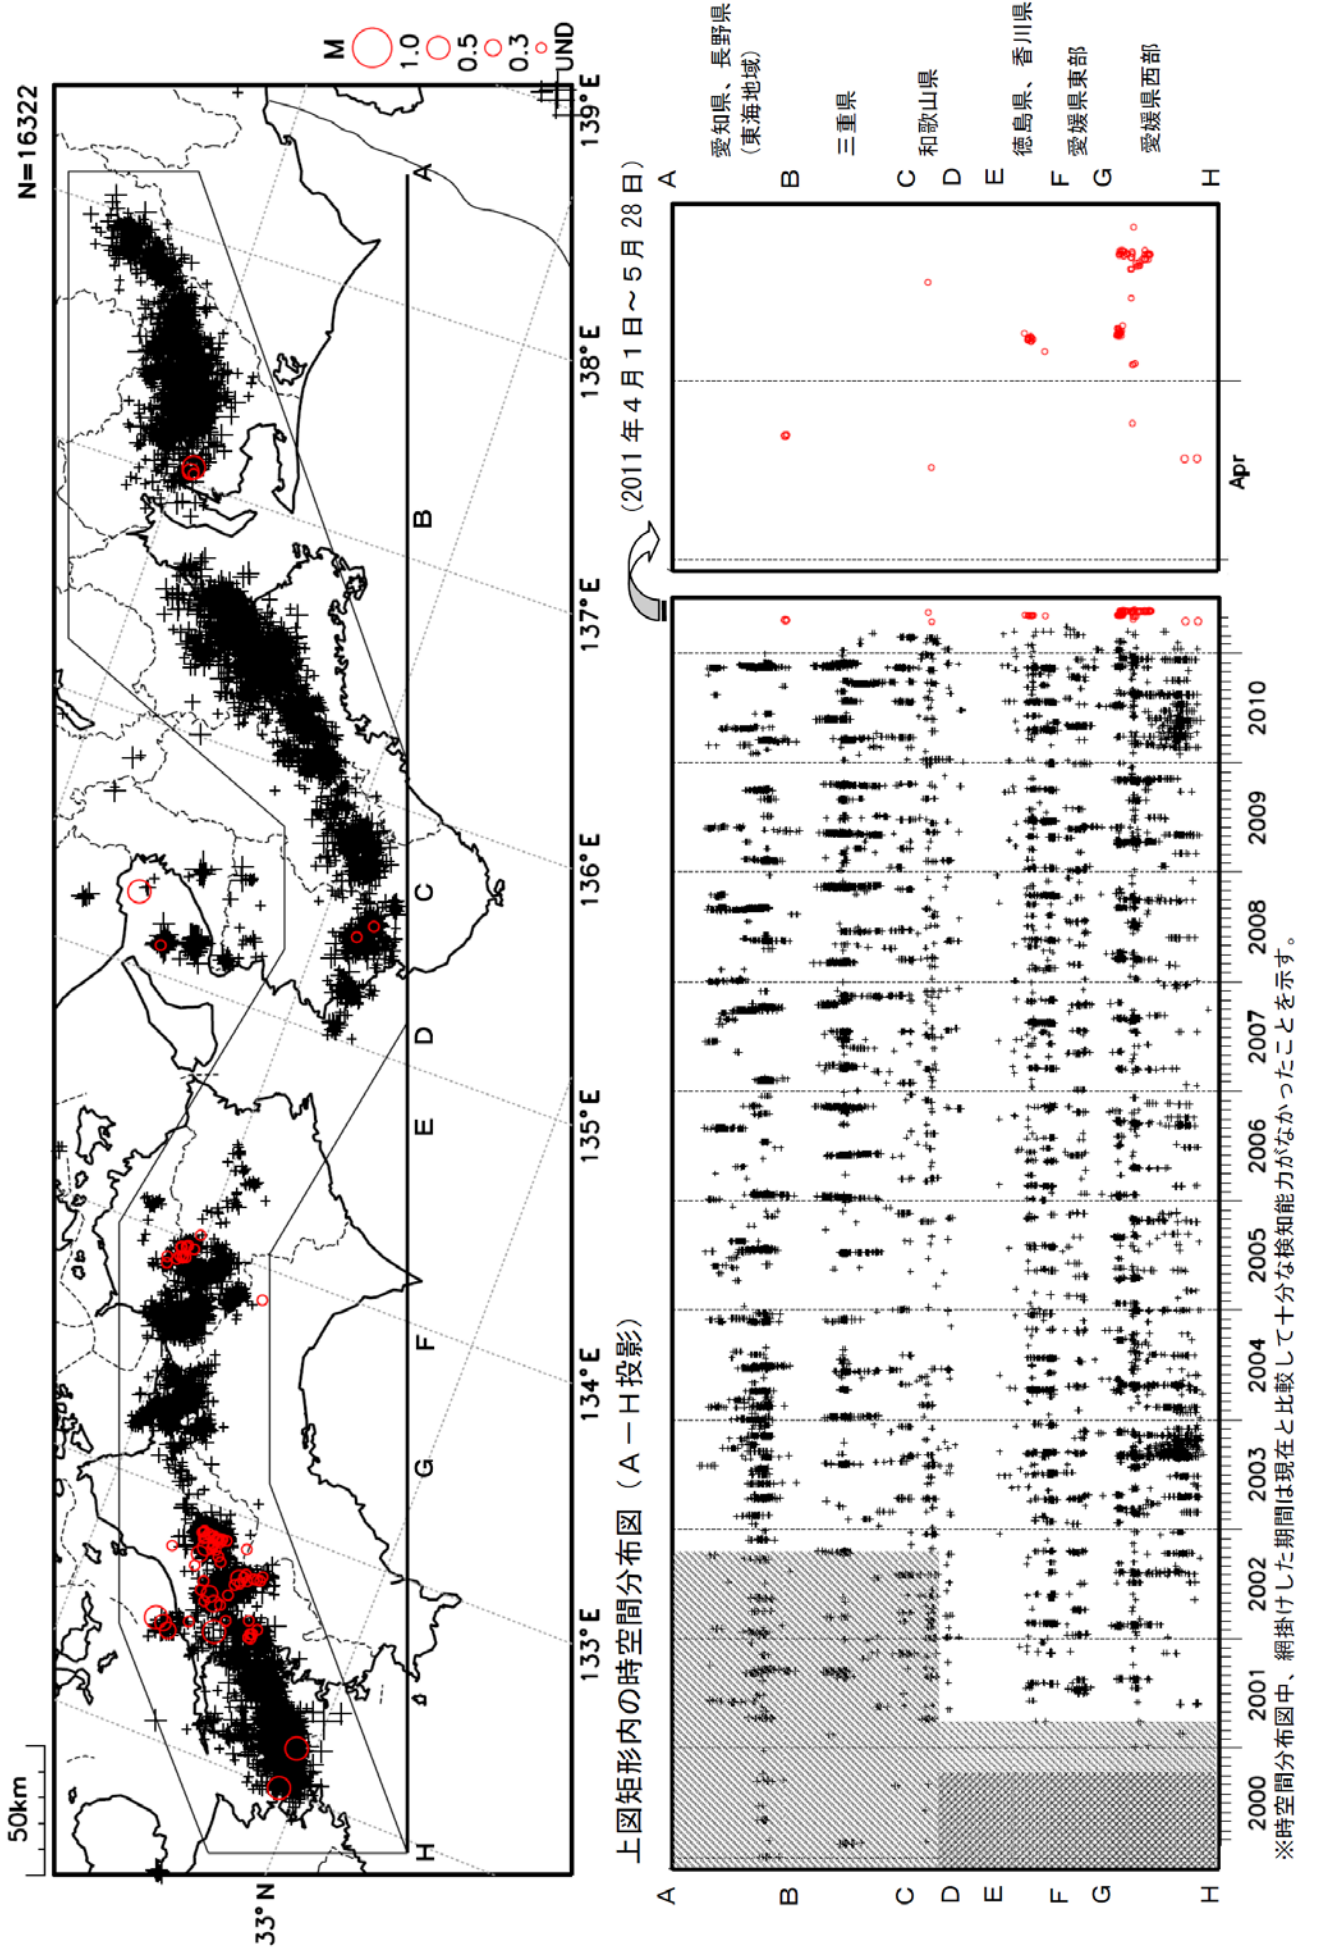 N=16322
50km
M
1.0
0.5
0.3
UND
33°N
133°E
134°E
135°E
136°E
137°E
138°E
139°E
H
G
F
E
D
C
B
A
上図矩形内の時空間分布図（A－H投影）
（2011年4月1日～5月28日）
A
B
C
D
E
F
G
H
A
B
C
D
E
F
G
H
愛知県、長野県
（東海地域）
三重県
和歌山県
徳島県、香川県
愛媛県東部
愛媛県西部
2000
2001
2002
2003
2004
2005
2006
2007
2008
2009
2010
Apr
※時空間分布図中、網掛けした期間は現在と比較して十分な検知能力がなかったことを示す。